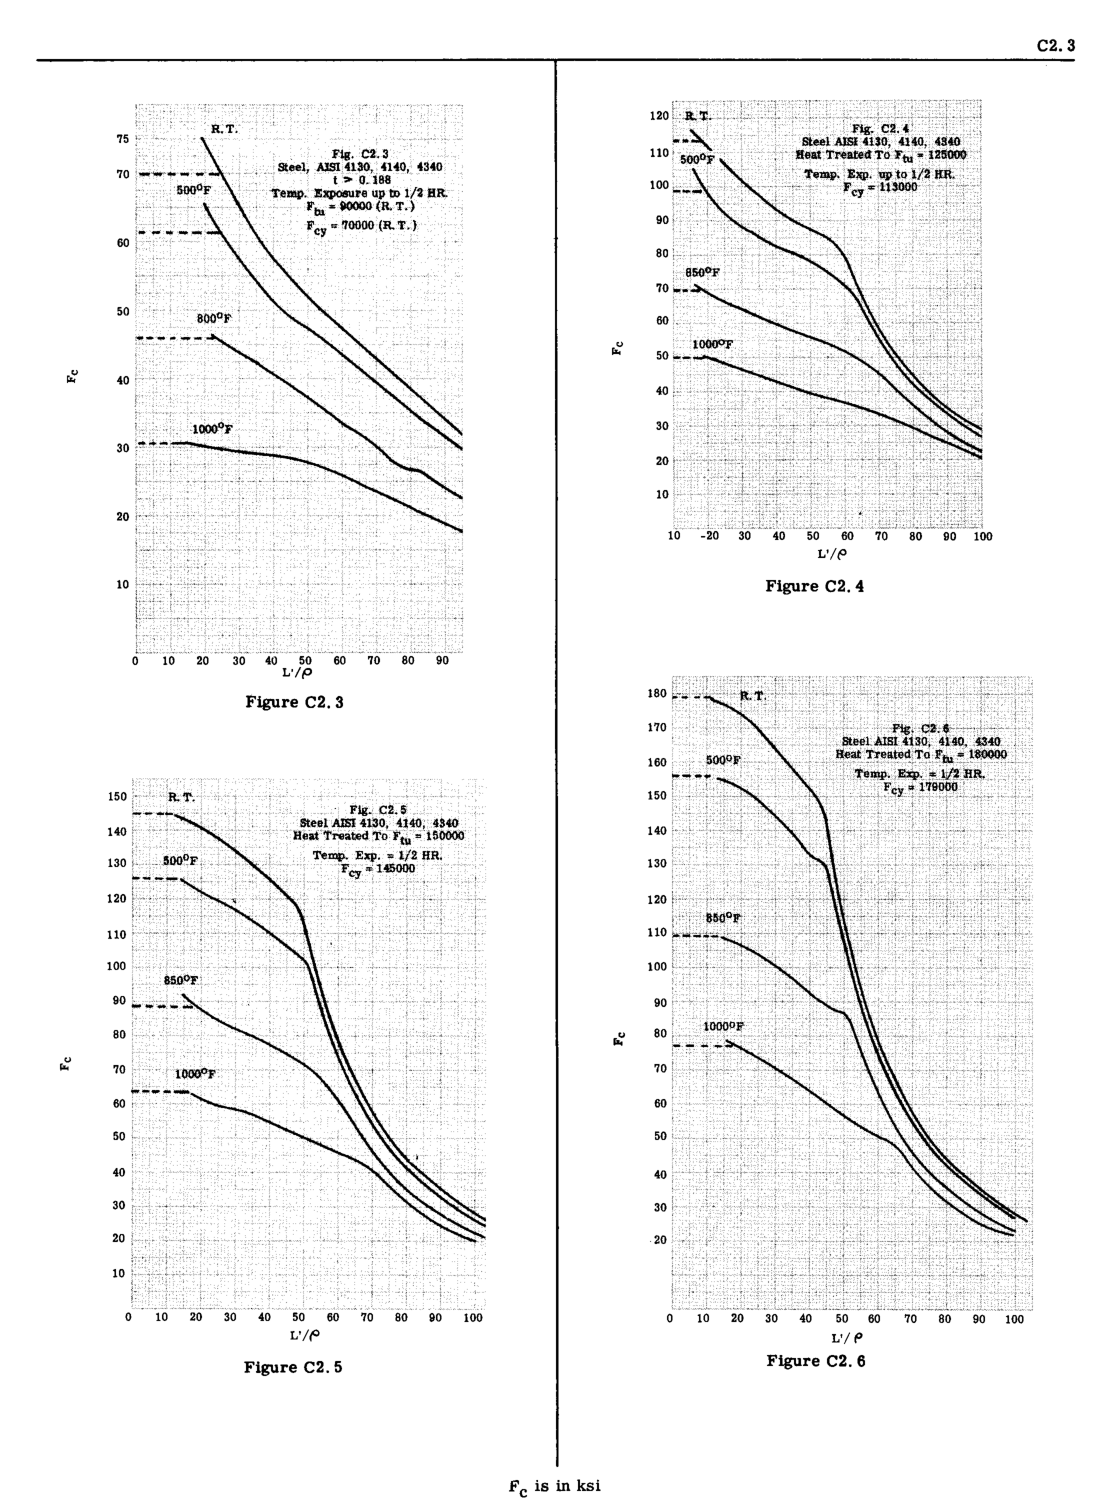 C2. 3
75
70
60
50
40
30
20
10
Fc
R. T.
500°F
800°F
1000°F
Fig. C2.3
Steel, AISI 4130, 4140, 4340
t > 0.188
Temp. Exposure up to 1/2 HR.
Ftu = 90000 (R. T.)
Fcy = 70000 (R. T.)
0 10 20 30 40 50 60 70 80 90
L'/ρ
Figure C2. 3
120
110
100
90
80
70
60
50
40
30
20
10
Fc
R. T.
500°F
850°F
1000°F
Fig. C2. 4
Steel AISI 4130, 4140, 4340
Heat Treated To Ftu = 125000
Temp. Exp. up to 1/2 HR.
Fcy = 113000
10 -20 30 40 50 60 70 80 90 100
L'/ρ
Figure C2. 4
150
140
130
120
110
100
90
80
70
60
50
40
30
20
10
Fc
R. T.
500°F
850°F
1000°F
Fig. C2.5
Steel AISI 4130, 4140, 4340
Heat Treated To Ftu = 150000
Temp. Exp. = 1/2 HR.
Fcy = 145000
0 10 20 30 40 50 60 70 80 90 100
L'/ρ
Figure C2. 5
180
170
160
150
140
130
120
110
100
90
80
70
60
50
40
30
20
Fc
R. T.
500°F
850°F
1000°F
Fig. C2. 6
Steel AISI 4130, 4140, 4340
Heat Treated To Ftu = 180000
Temp. Exp. = 1/2 HR.
Fcy = 179000
0 10 20 30 40 50 60 70 80 90 100
L'/ρ
Figure C2. 6
Fc is in ksi